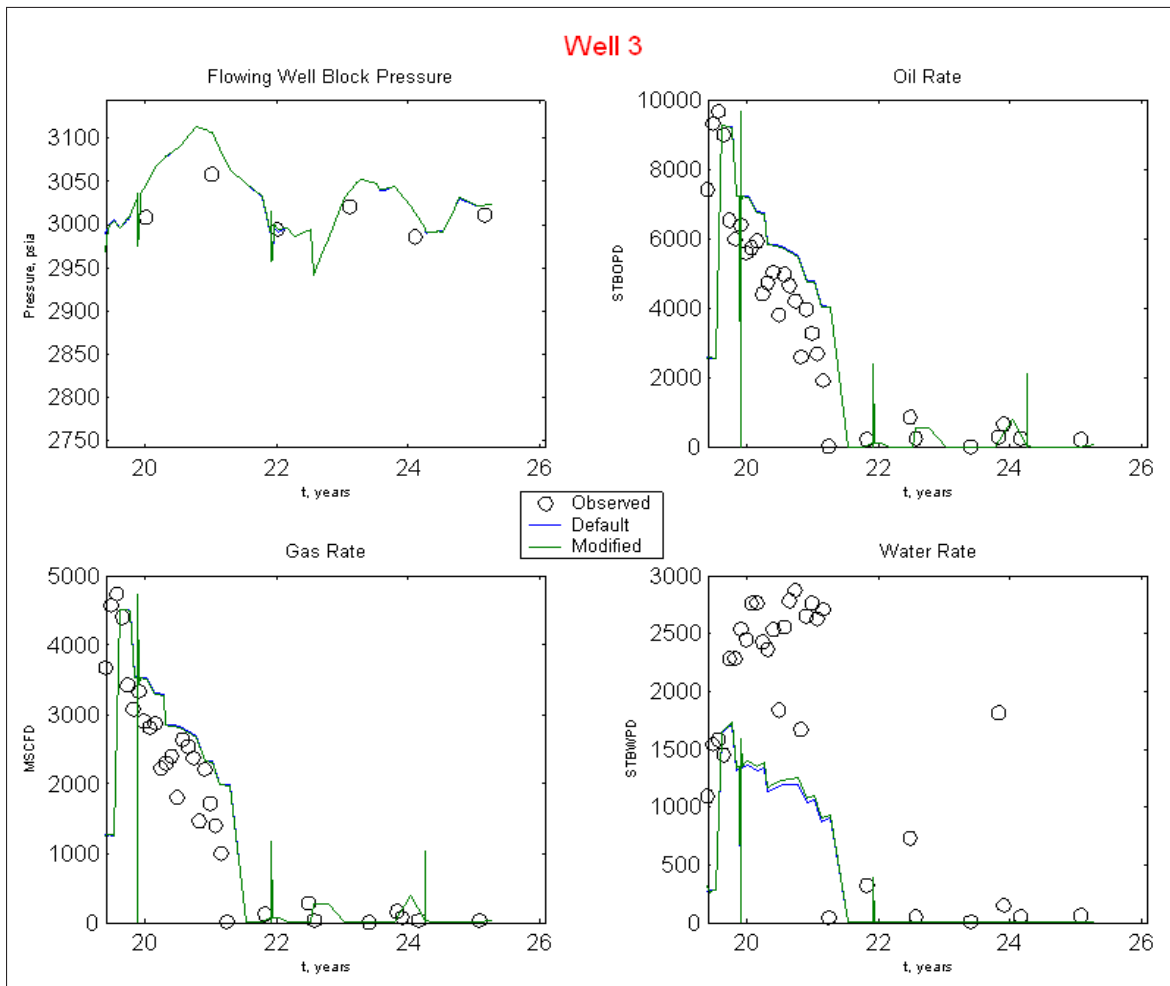 Well 3
Flowing Well Block Pressure
Pressure, psia
3100
3050
3000
2950
2900
2850
2800
2750
20
22
24
26
t, years
Oil Rate
STBOPD
10000
8000
6000
4000
2000
0
20
22
24
26
t, years
Observed
Default
Modified
Gas Rate
MSCFD
5000
4000
3000
2000
1000
0
20
22
24
26
t, years
Water Rate
STBWPD
3000
2500
2000
1500
1000
500
0
20
22
24
26
t, years